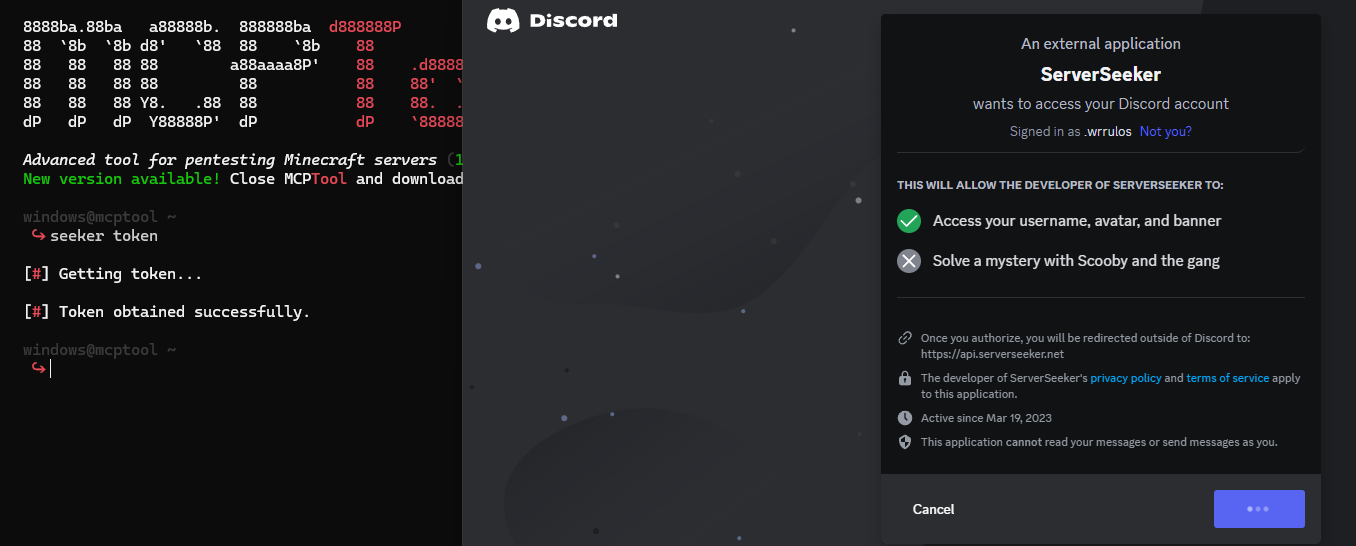 8888ba.88ba   a88888b.  888888ba  d888888P
88  `8b  `8b d8'   `88  88    `8b    88
88   88   88 88        a88aaaa8P'    88    .d8888
88   88   88 88         88           88    88'  `
88   88   88 Y8.   .88  88           88    88.  .
dP   dP   dP  Y88888P'  dP           dP    `88888
Advanced tool for pentesting Minecraft servers (1
New version available! Close MCPTool and download
windows@mcptool ~
↪ seeker token
[#] Getting token...
[#] Token obtained successfully.
windows@mcptool ~
↪
Discord
An external application
ServerSeeker
wants to access your Discord account
Signed in as .wrrulos Not you?
THIS WILL ALLOW THE DEVELOPER OF SERVERSEEKER TO:
Access your username, avatar, and banner
Solve a mystery with Scooby and the gang
Once you authorize, you will be redirected outside of Discord to:
https://api.serverseeker.net
The developer of ServerSeeker's privacy policy and terms of service apply
to this application.
Active since Mar 19, 2023
This application cannot read your messages or send messages as you.
Cancel